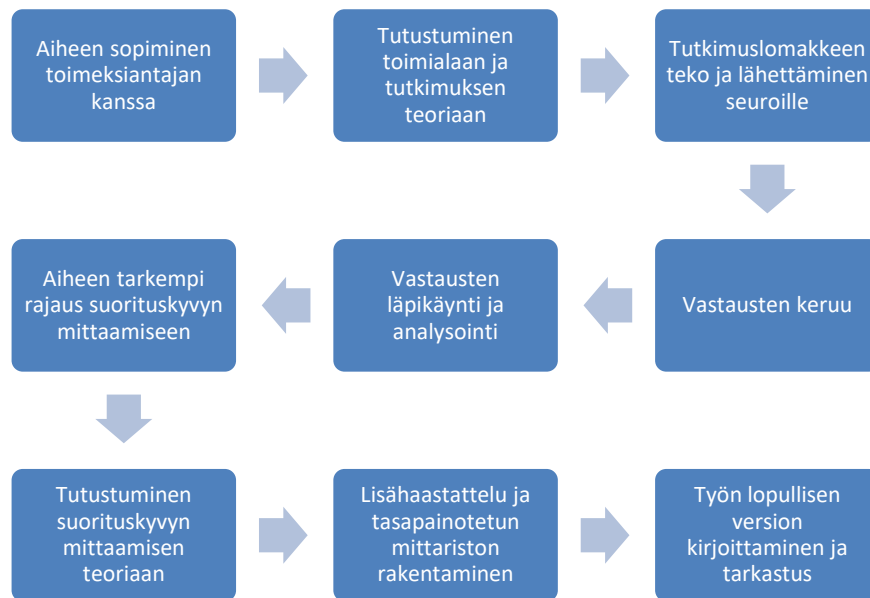 Aiheen sopiminen
toimeksiantajan
kanssa
Tutustuminen
toimialaan ja
tutkimuksen
teoriaan
Tutkimuslomakkeen
teko ja lähettäminen
seuroille
Vastausten keruu
Vastausten
läpikäynti ja
analysointi
Aiheen tarkempi
rajaus suorituskyvyn
mittaamiseen
Tutustuminen
suorituskyvyn
mittaamisen
teoriaan
Lisähaastattelu ja
tasapainotetun
mittariston
rakentaminen
Työn lopullisen
version
kirjoittaminen ja
tarkastus